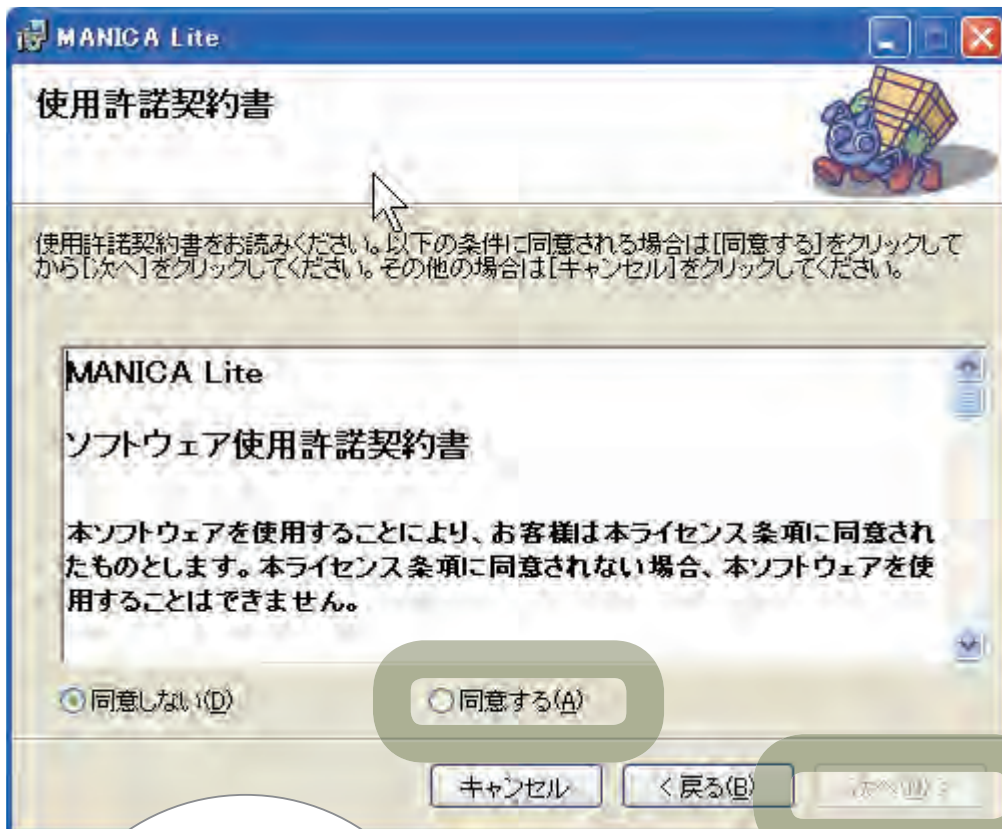 MANICA Lite
使用許諾契約書
使用許諾契約書をお読みください。以下の条件に同意される場合は[同意する]をクリックして
から[次へ]をクリックしてください。その他の場合は[キャンセル]をクリックしてください。
MANICA Lite
ソフトウェア使用許諾契約書
本ソフトウェアを使用することにより、お客様は本ライセンス条項に同意され
たものとします。本ライセンス条項に同意されない場合、本ソフトウェアを使
用することはできません。
同意しない(D) 同意する(A)
キャンセル < 戻る(B) 次へ(N) >